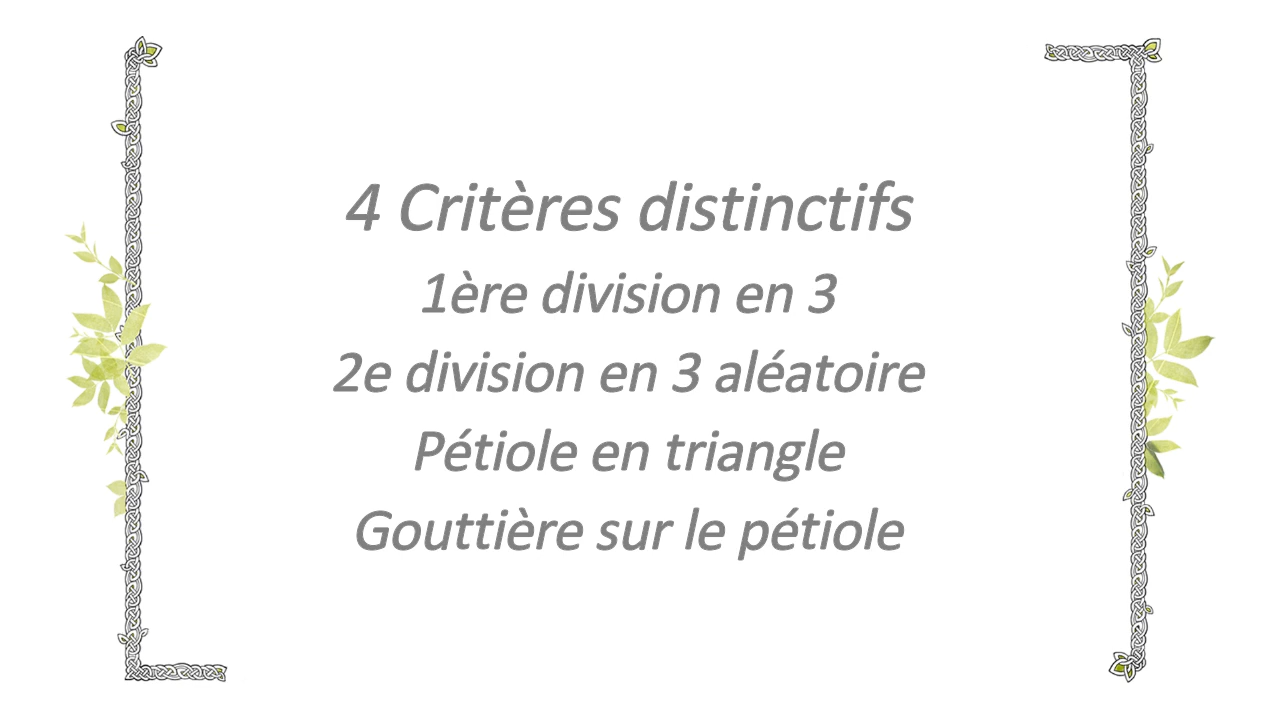 4 Critères distinctifs
1ère division en 3
2e division en 3 aléatoire
Pétiole en triangle
Gouttière sur le pétiole